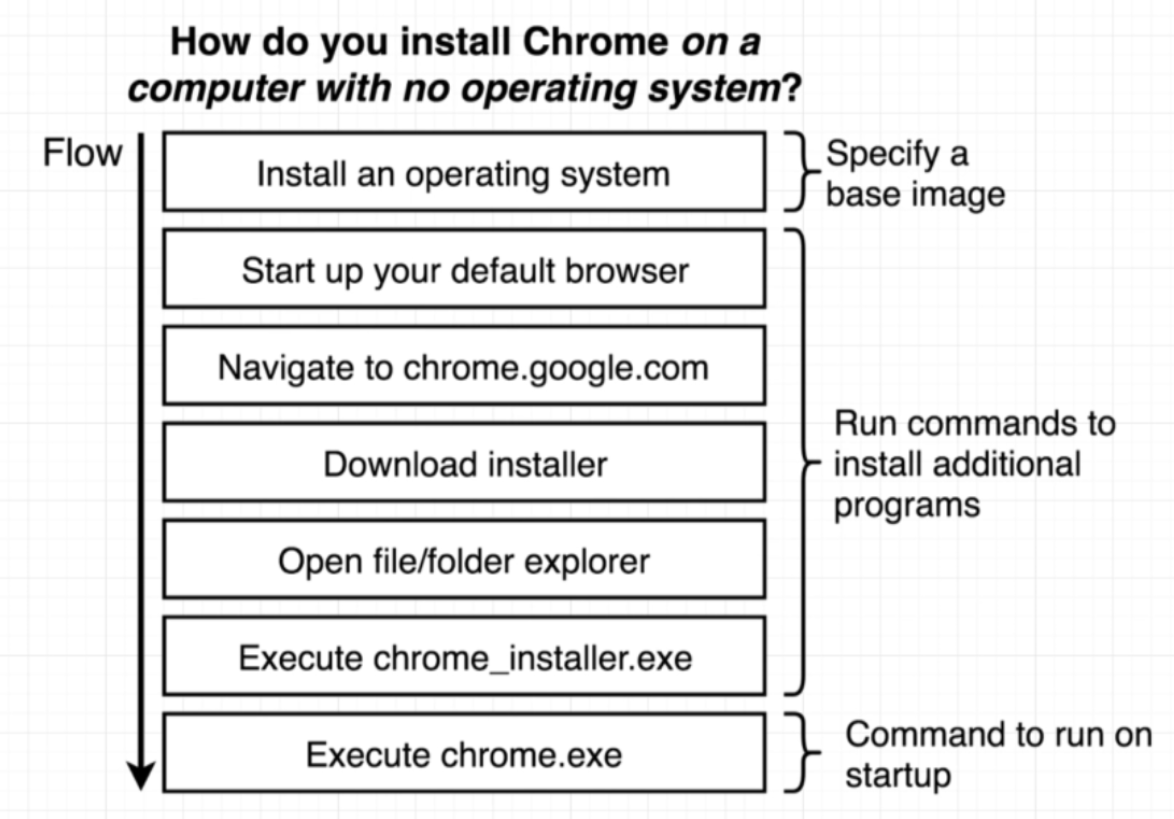 How do you install Chrome on a
computer with no operating system?
Flow
Install an operating system
Specify a
base image
Start up your default browser
Navigate to chrome.google.com
Download installer
Open file/folder explorer
Execute chrome_installer.exe
Run commands to
install additional
programs
Execute chrome.exe
Command to run on
startup